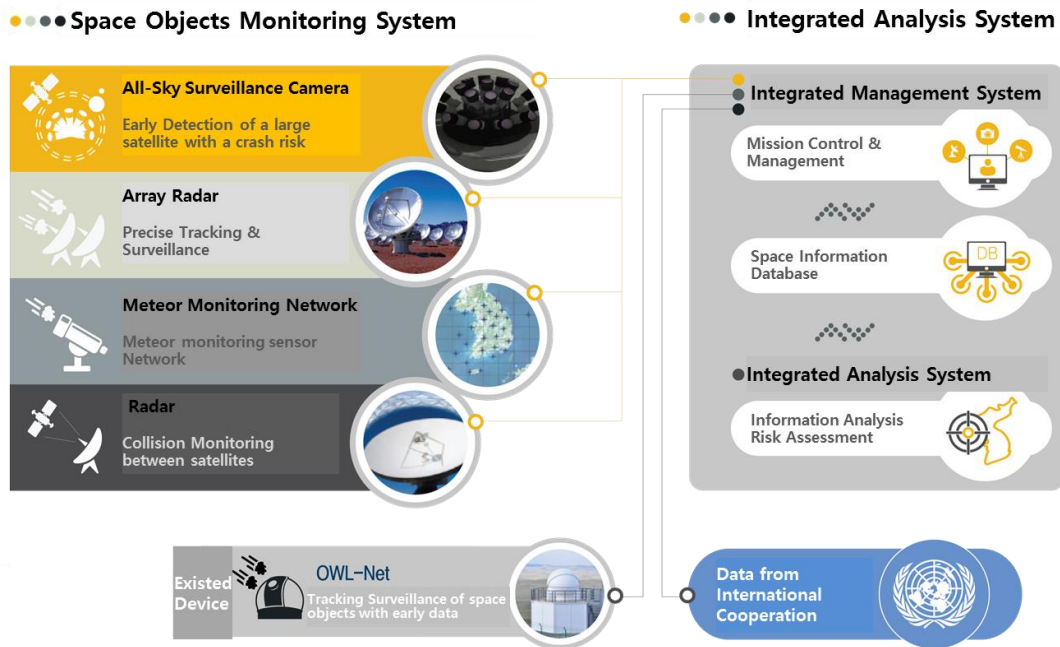 Space Objects Monitoring System
All-Sky Surveillance Camera
Early Detection of a large
satellite with a crash risk
Array Radar
Precise Tracking &
Surveillance
Meteor Monitoring Network
Meteor monitoring sensor
Network
Radar
Collision Monitoring
between satellites
Existed
Device
OWL-Net
Tracking Surveillance of space
objects with early data
Integrated Analysis System
Integrated Management System
Mission Control &
Management
Space Information
Database
DB
Integrated Analysis System
Information Analysis
Risk Assessment
Data from
International
Cooperation